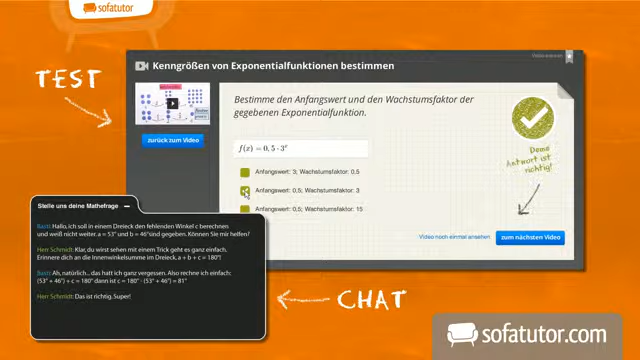 sofatutor
TEST
Kenngrößen von Exponentialfunktionen bestimmen
Bestimme den Anfangswert und den Wachstumsfaktor der
gegebenen Exponentialfunktion.
f(x) = 0,5 · 3ˣ
Anfangswert: 3; Wachstumsfaktor: 0.5
Anfangswert: 0,5; Wachstumsfaktor: 3
Anfangswert: 0,5; Wachstumsfaktor: 15
Deine
Antwort ist
richtig!
zurück zum Video
Video noch einmal ansehen
zum nächsten Video
Stelle uns deine Mathefrage
Basti: Hallo, ich soll in einem Dreieck den fehlenden Winkel c berechnen
und weiß nicht weiter. a = 53° und b = 46° sind gegeben. Können Sie mir helfen?
Herr Schmidt: Klar, du wirst sehen mit einem Trick geht es ganz einfach.
Erinnere dich an die Innenwinkelsumme im Dreieck, a + b + c = 180°!
Basti: Ah, natürlich... das hatt ich ganz vergessen. Also rechne ich einfach:
(53° + 46°) + c = 180° dann ist c = 180° - (53° + 46°) = 81°
Herr Schmidt: Das ist richtig. Super!
CHAT
sofatutor.com